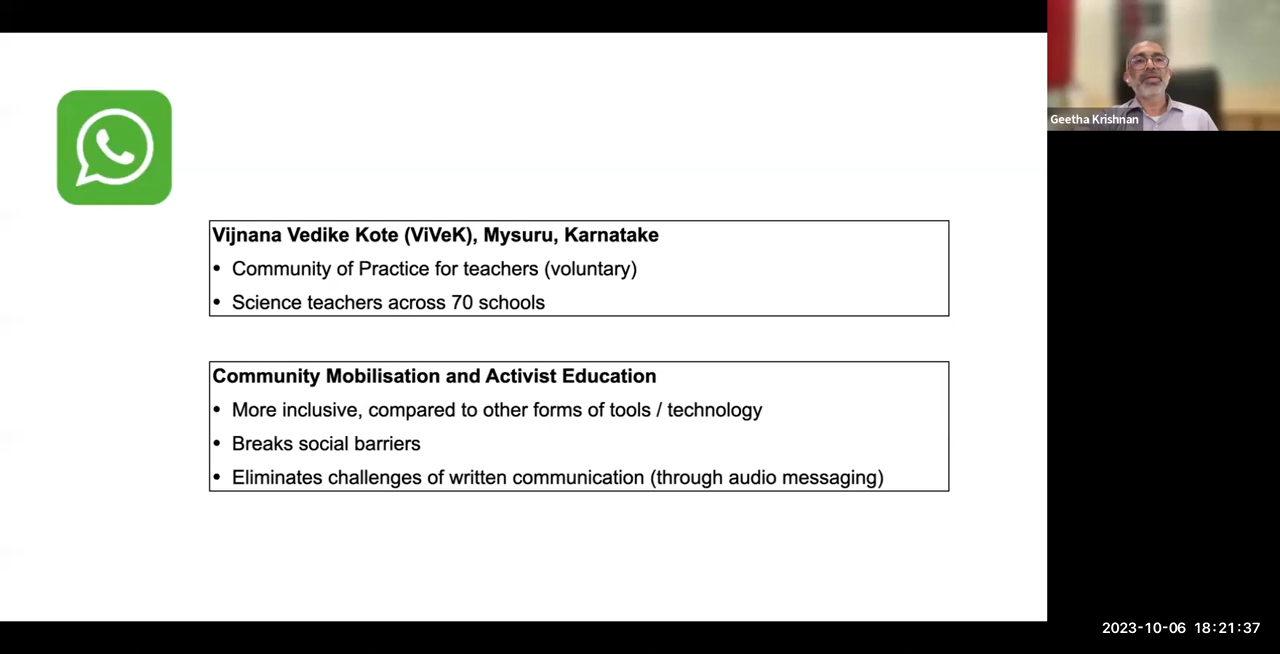 Vijnana Vedike Kote (ViVeK), Mysuru, Karnatake
• Community of Practice for teachers (voluntary)
• Science teachers across 70 schools
Community Mobilisation and Activist Education
• More inclusive, compared to other forms of tools / technology
• Breaks social barriers
• Eliminates challenges of written communication (through audio messaging)
Geetha Krishnan
2023-10-06 18:21:37